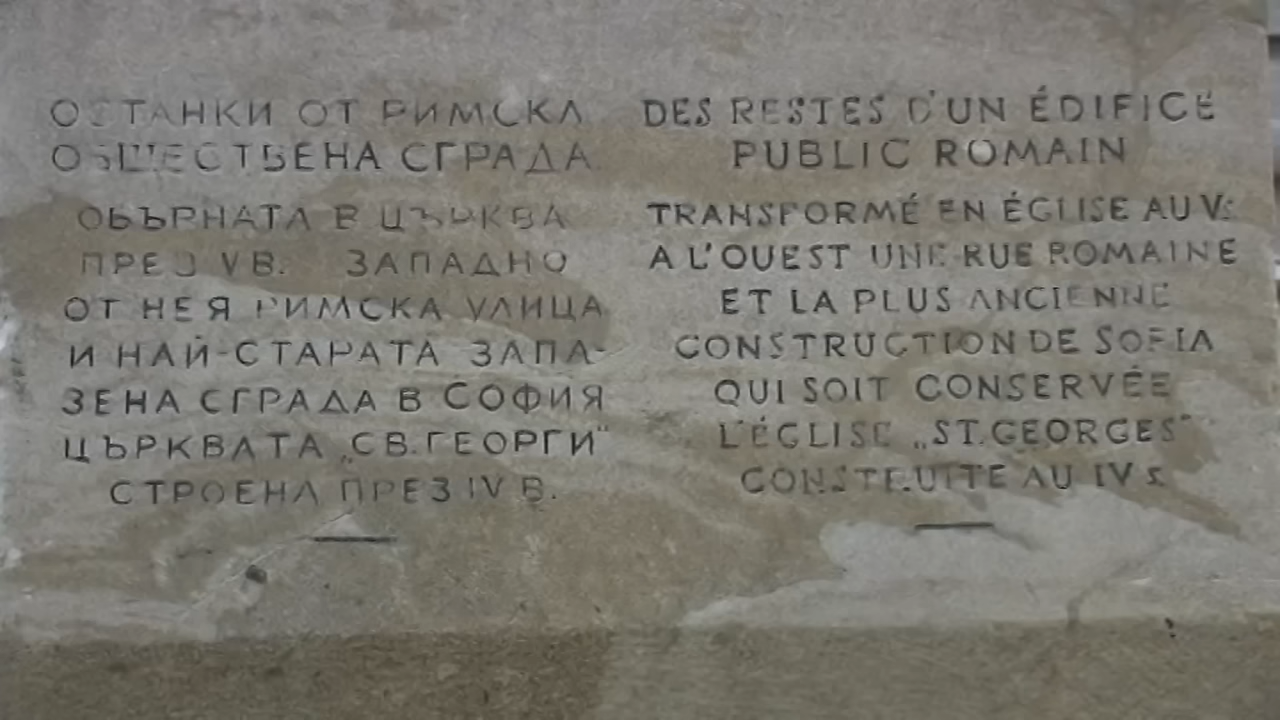 ОСТАНКИ ОТ РИМСКА
ОБЩЕСТВЕНА СГРАДА
ОБЪРНАТА В ЦЪРКВА
ПРЕЗ V В. ЗАПАДНО
ОТ НЕЯ РИМСКА УЛИЦА
И НАЙ-СТАРАТА ЗАПА-
ЗЕНА СГРАДА В СОФИЯ
ЦЪРКВАТА „СВ.ГЕОРГИ"
СТРОЕНА ПРЕЗ IV В.
DES RESTES D'UN ÉDIFICE
PUBLIC ROMAIN
TRANSFORMÉ EN ÉGLISE AU V S
A L'OUEST UNE RUE ROMAINE
ET LA PLUS ANCIENNE
CONSTRUCTION DE SOFIA
QUI SOIT CONSERVÉE
L'ÉGLISE „ST.GEORGES"
CONSTRUITE AU IV S.